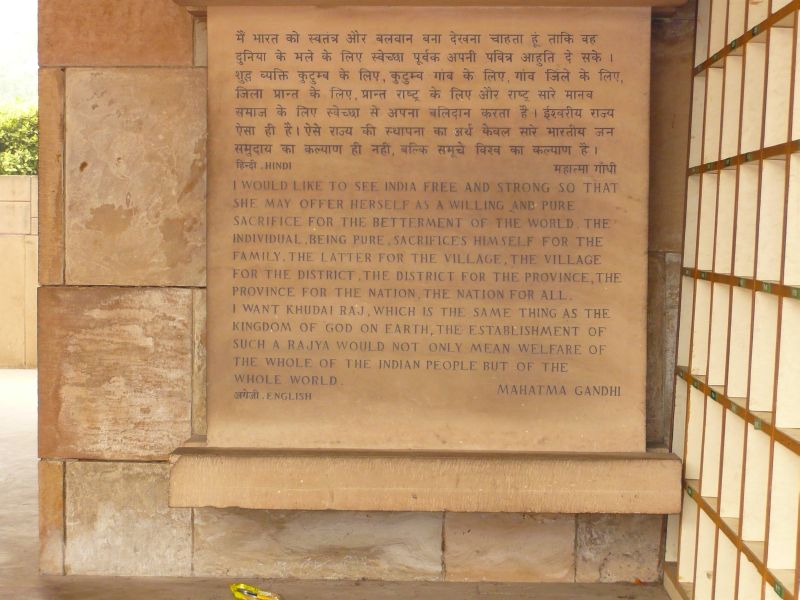 मैं भारत को स्वतंत्र और बलवान बना देखना चाहता हूं ताकि वह
दुनिया के भले के लिए स्वेच्छा पूर्वक अपनी पवित्र आहुति दे सके ।
शुद्ध व्यक्ति कुटुम्ब के लिए, कुटुम्ब गांव के लिए, गांव जिले के लिए,
जिला प्रान्त के लिए, प्रान्त राष्ट्र के लिए और राष्ट्र सारे मानव
समाज के लिए स्वेच्छा से अपना बलिदान करता है । ईश्वरीय राज्य
ऐसा ही है । ऐसे राज्य की स्थापना का अर्थ केवल सारे भारतीय जन
समुदाय का कल्याण ही नही, बल्कि समूचे विश्व का कल्याण है ।
हिन्दी . HINDI महात्मा गाँधी
I WOULD LIKE TO SEE INDIA FREE AND STRONG SO THAT
SHE MAY OFFER HERSELF AS A WILLING AND PURE
SACRIFICE FOR THE BETTERMENT OF THE WORLD. THE
INDIVIDUAL, BEING PURE, SACRIFICES HIMSELF FOR THE
FAMILY, THE LATTER FOR THE VILLAGE, THE VILLAGE
FOR THE DISTRICT, THE DISTRICT FOR THE PROVINCE, THE
PROVINCE FOR THE NATION, THE NATION FOR ALL.
I WANT KHUDAI RAJ, WHICH IS THE SAME THING AS THE
KINGDOM OF GOD ON EARTH, THE ESTABLISHMENT OF
SUCH A RAJYA WOULD NOT ONLY MEAN WELFARE OF
THE WHOLE OF THE INDIAN PEOPLE BUT OF THE
WHOLE WORLD.
MAHATMA GANDHI
अंग्रेजी . ENGLISH